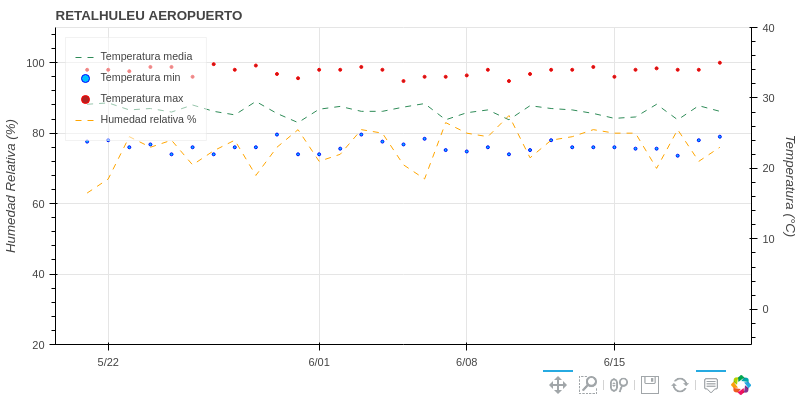 RETALHULEU AEROPUERTO
Temperatura media
Temperatura min
Temperatura max
Humedad relativa %
Humedad Relativa (%)
100
80
60
40
20
Temperatura (°C)
40
30
20
10
0
5/22
6/01
6/08
6/15